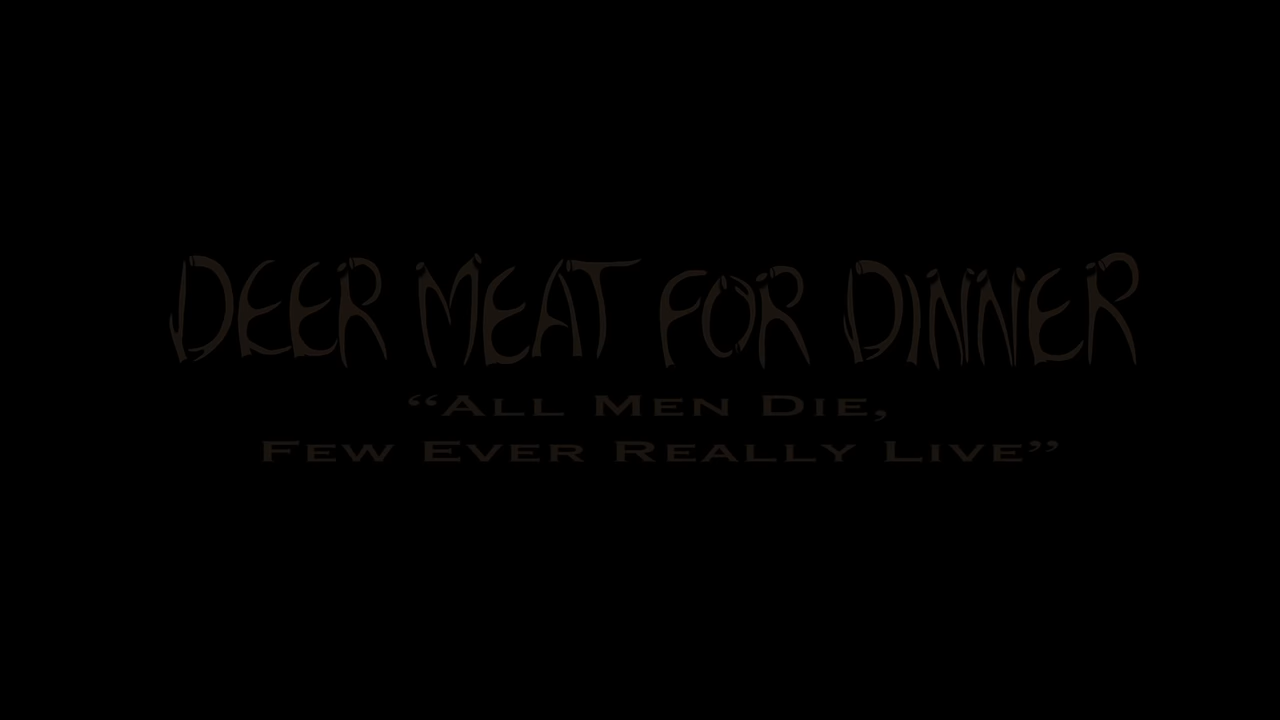 DEER MEAT FOR DINNER
“ALL MEN DIE,
FEW EVER REALLY LIVE”